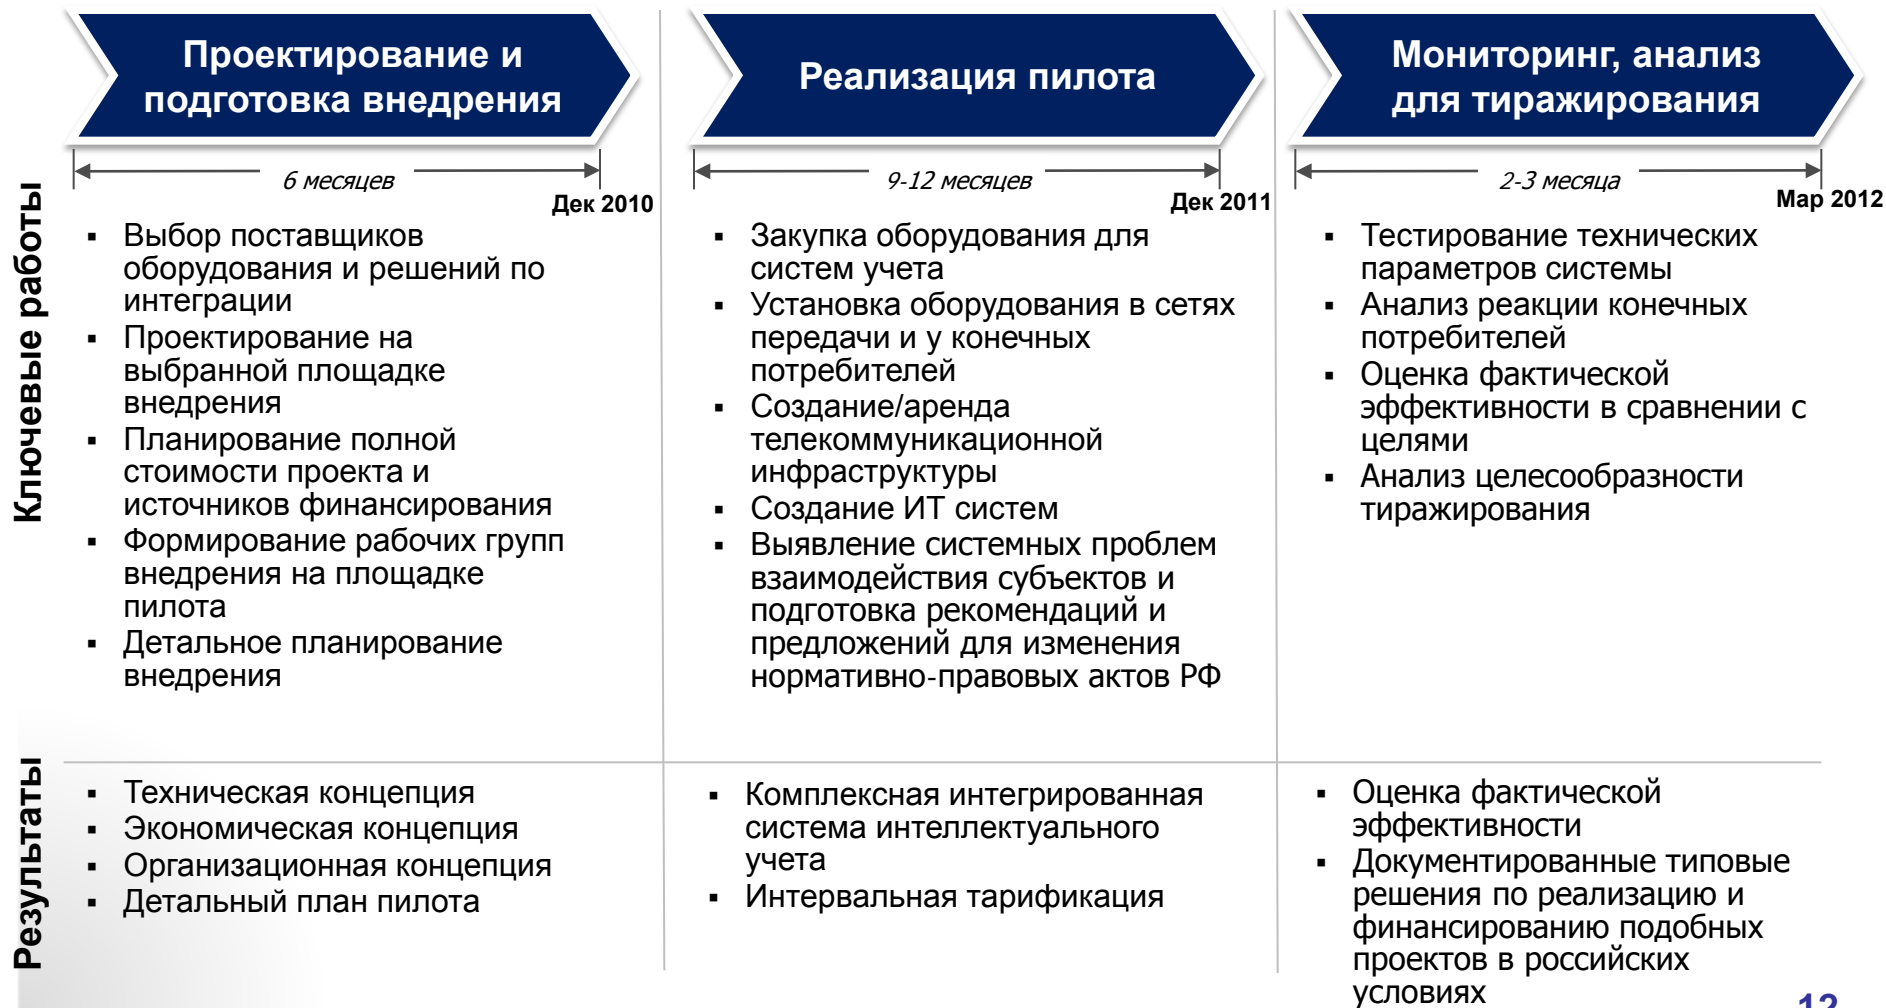 Проектирование и
подготовка внедрения
Реализация пилота
Мониторинг, анализ
для тиражирования
6 месяцев
Дек 2010
9-12 месяцев
Дек 2011
2-3 месяца
Мар 2012
Ключевые работы
▪ Выбор поставщиков
оборудования и решений по
интеграции
▪ Проектирование на
выбранной площадке
внедрения
▪ Планирование полной
стоимости проекта и
источников финансирования
▪ Формирование рабочих групп
внедрения на площадке
пилота
▪ Детальное планирование
внедрения
▪ Закупка оборудования для
систем учета
▪ Установка оборудования в сетях
передачи и у конечных
потребителей
▪ Создание/аренда
телекоммуникационной
инфраструктуры
▪ Создание ИТ систем
▪ Выявление системных проблем
взаимодействия субъектов и
подготовка рекомендаций и
предложений для изменения
нормативно-правовых актов РФ
▪ Тестирование технических
параметров системы
▪ Анализ реакции конечных
потребителей
▪ Оценка фактической
эффективности в сравнении с
целями
▪ Анализ целесообразности
тиражирования
Результаты
▪ Техническая концепция
▪ Экономическая концепция
▪ Организационная концепция
▪ Детальный план пилота
▪ Комплексная интегрированная
система интеллектуального
учета
▪ Интервальная тарификация
▪ Оценка фактической
эффективности
▪ Документированные типовые
решения по реализацию и
финансированию подобных
проектов в российских
условиях
12